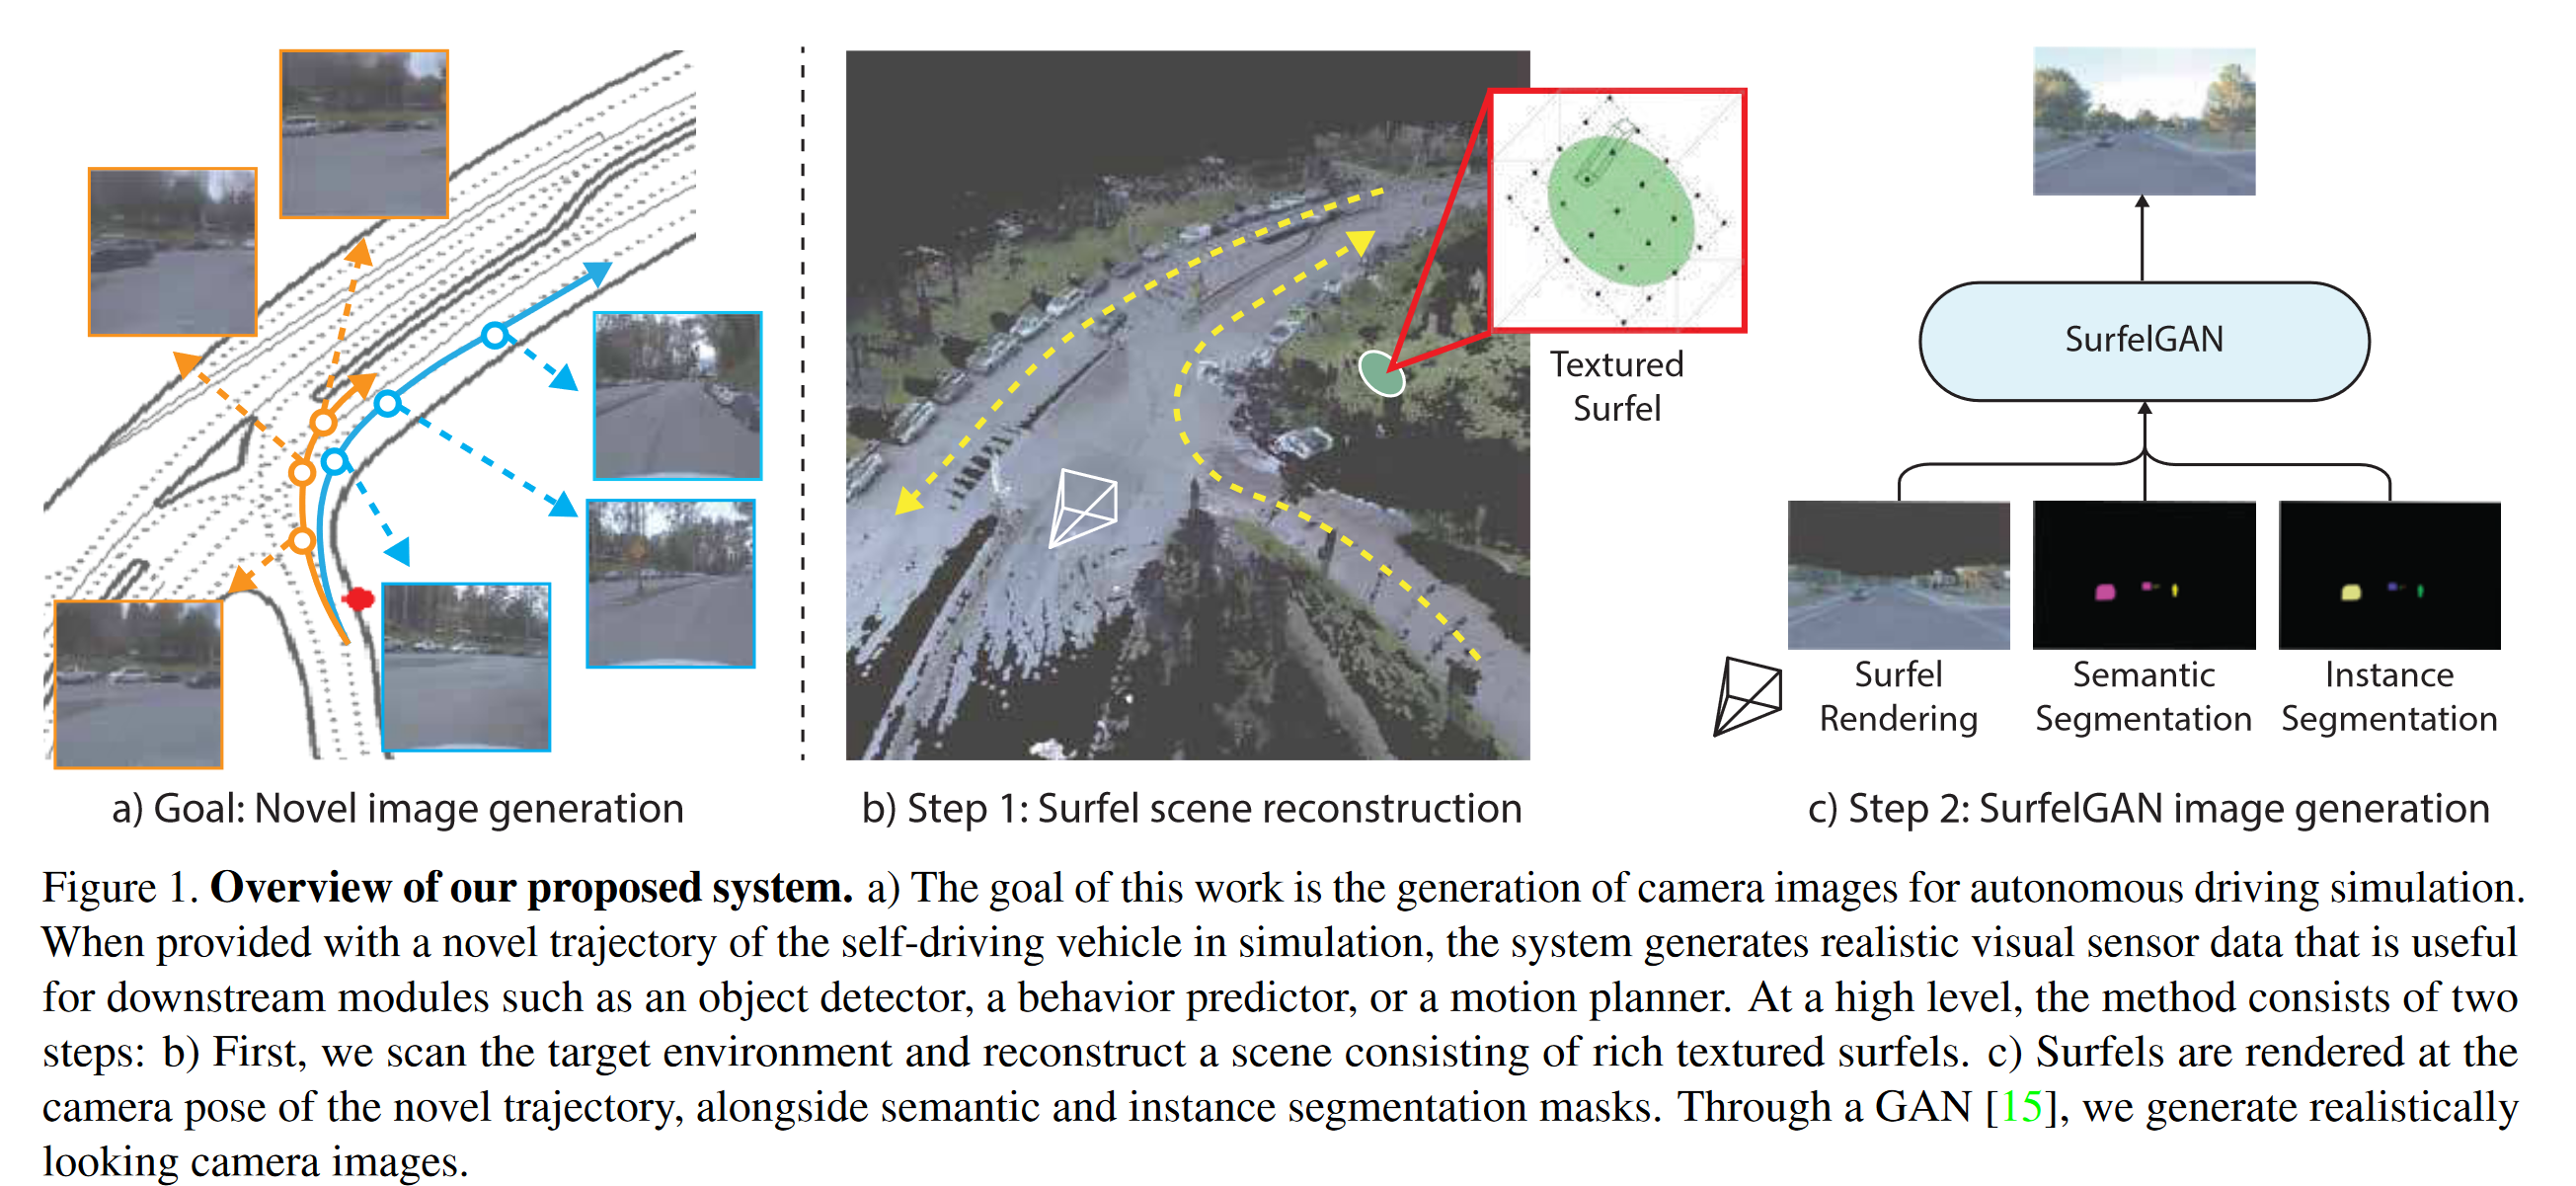 Textured
Surfel
SurfelGAN
Surfel
Rendering
Semantic
Segmentation
Instance
Segmentation
a) Goal: Novel image generation
b) Step 1: Surfel scene reconstruction
c) Step 2: SurfelGAN image generation
Figure 1. Overview of our proposed system. a) The goal of this work is the generation of camera images for autonomous driving simulation.
When provided with a novel trajectory of the self-driving vehicle in simulation, the system generates realistic visual sensor data that is useful
for downstream modules such as an object detector, a behavior predictor, or a motion planner. At a high level, the method consists of two
steps: b) First, we scan the target environment and reconstruct a scene consisting of rich textured surfels. c) Surfels are rendered at the
camera pose of the novel trajectory, alongside semantic and instance segmentation masks. Through a GAN [15], we generate realistically
looking camera images.